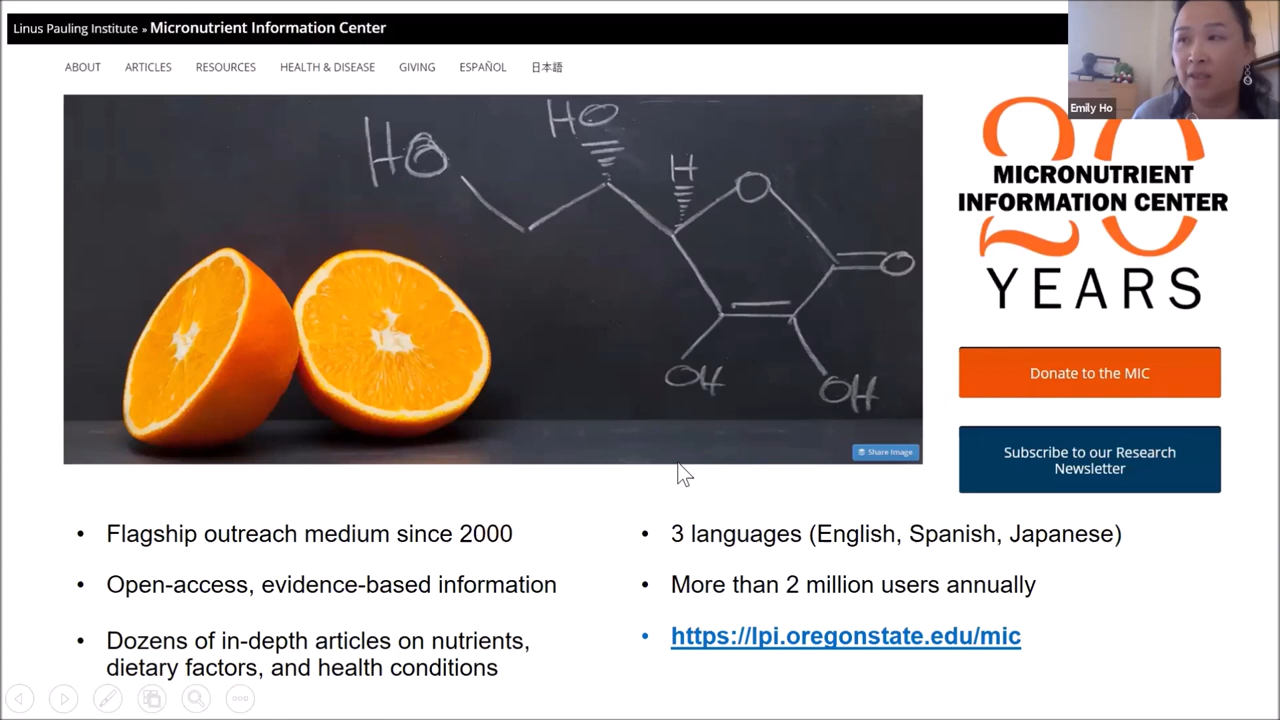 Linus Pauling Institute » Micronutrient Information Center
Emily Ho
ABOUT ARTICLES RESOURCES HEALTH & DISEASE GIVING ESPAÑOL 日本語
HO
HO
H
O
O
OH
OH
Share Image
20
MICRONUTRIENT
INFORMATION CENTER
YEARS
Donate to the MIC
Subscribe to our Research
Newsletter
• Flagship outreach medium since 2000
• Open-access, evidence-based information
• Dozens of in-depth articles on nutrients,
dietary factors, and health conditions
• 3 languages (English, Spanish, Japanese)
• More than 2 million users annually
• https://lpi.oregonstate.edu/mic